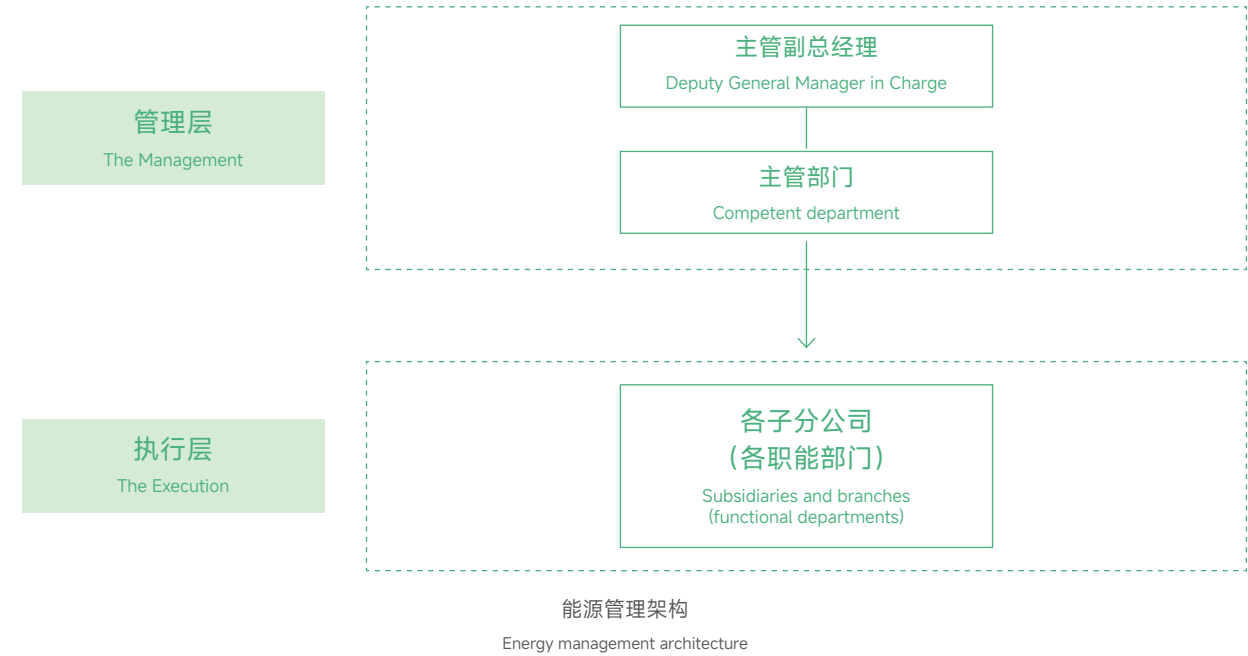 管理层
The Management
主管副总经理
Deputy General Manager in Charge
主管部门
Competent department
执行层
The Execution
各子分公司
（各职能部门）
Subsidiaries and branches
(functional departments)
能源管理架构
Energy management architecture